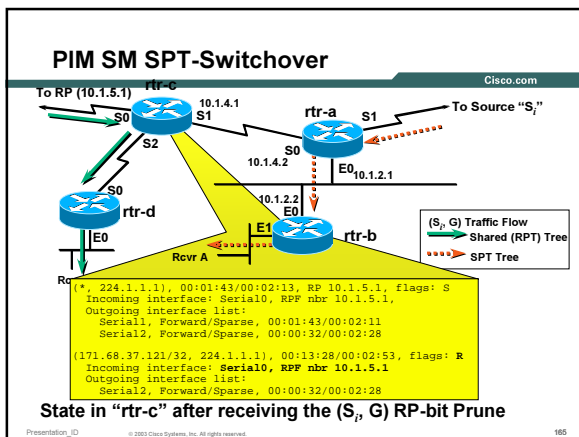 PIM SM SPT-Switchover
Cisco.com
To RP (10.1.5.1)
rtr-c
10.1.4.1
S0
S1
S2
rtr-a
S1
To Source "Si"
S0
E0
10.1.4.2
10.1.2.1
S0
rtr-d
E0
10.1.2.2
E0
E1
rtr-b
Rcvr A
(Si, G) Traffic Flow
Shared (RPT) Tree
SPT Tree
(*, 224.1.1.1), 00:01:43/00:02:13, RP 10.1.5.1, flags: S
Incoming interface: Serial0, RPF nbr 10.1.5.1,
Outgoing interface list:
Serial1, Forward/Sparse, 00:01:43/00:02:11
Serial2, Forward/Sparse, 00:00:32/00:02:28
(171.68.37.121/32, 224.1.1.1), 00:13:28/00:02:53, flags: R
Incoming interface: Serial0, RPF nbr 10.1.5.1
Outgoing interface list:
Serial2, Forward/Sparse, 00:00:32/00:02:28
State in "rtr-c" after receiving the (Si, G) RP-bit Prune
Presentation_ID
© 2003 Cisco Systems, Inc. All rights reserved.
165